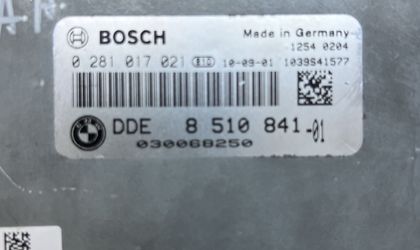 BOSCH Made in Germany
1254 0204
0 281 017 021 810 10-09-01 1039S41577
DDE 8 510 841-01
030068250